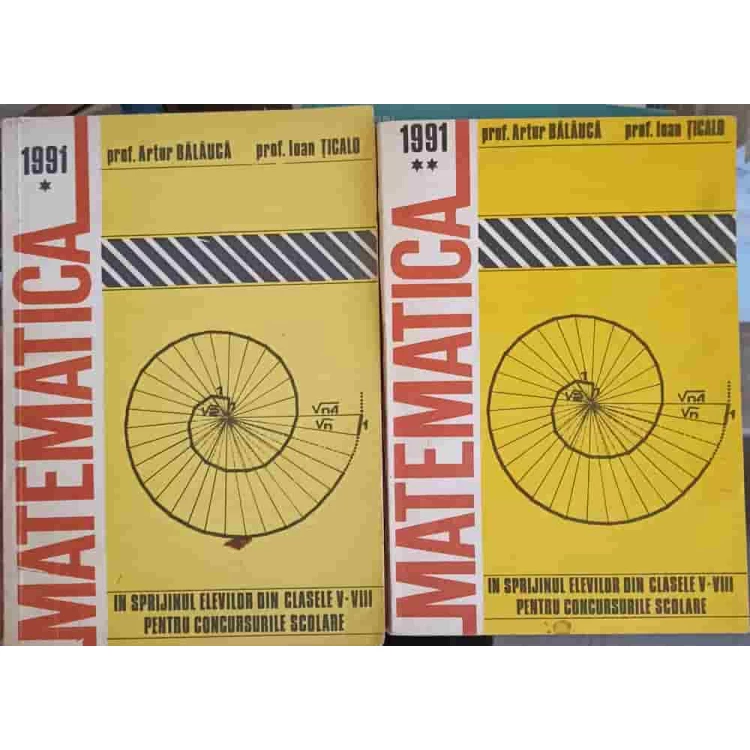 1991
*
prof. Artur BĂLĂUCĂ prof. Ioan ȚICALO
MATEMATICA
1
√2
√n+1
√n
1
IN SPRIJINUL ELEVILOR DIN CLASELE V-VIII
PENTRU CONCURSURILE SCOLARE
1991
**
prof. Artur BĂLĂUCĂ prof. Ioan ȚICALO
MATEMATICA
1
√2
√n+1
√n
1
IN SPRIJINUL ELEVILOR DIN CLASELE V-VIII
PENTRU CONCURSURILE SCOLARE